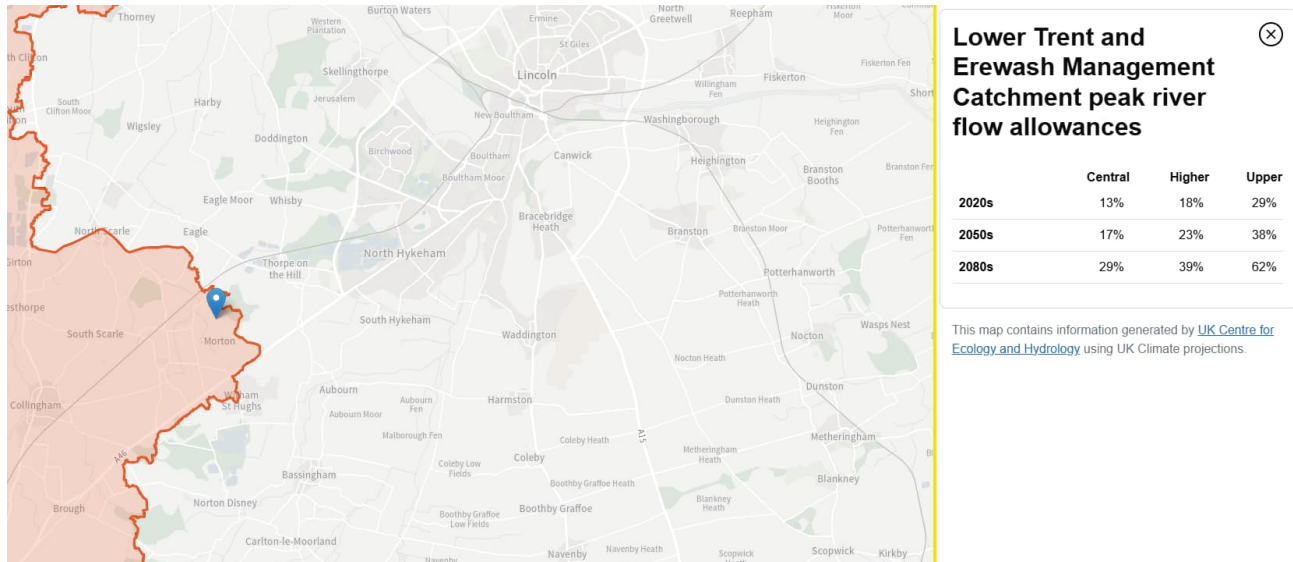 Thorney
Western
Plantation
Burton Waters
Ermine
North
Greetwell
Reepham
Fiskerton
Moor
St Giles
Lincoln
Skellingthorpe
Jerusalem
Harby
South
Clifton Moor
Wigsley
Doddington
New Boultham
Willingham
Fen
Fiskerton
Fiskerton Fen
Washingborough
Heighington
Fen
Birchwood
Boultham
Boultham Moor
Canwick
Heighington
Branston
Booths
Branston Fen
Eagle Moor
Whisby
North Scarle
Eagle
Bracebridge
Heath
Branston
Branston Moor
Potterhanworth
Fen
Girton
Thorpe on
the Hill
North Hykeham
Potterhanworth
Potterhanworth
Heath
South Scarle
Morton
South Hykeham
Waddington
Nocton
Wasps Nest
Nocton Heath
Collingham
Witham
St Hughs
Aubourn
Aubourn Moor
Aubourn
Fen
Harmston
Dunston
Dunston Heath
Malborough Fen
A15
Coleby Heath
Metheringham
A46
Coleby Low
Fields
Coleby
Metheringham
Heath
Bassingham
Boothby Graffoe Heath
Blankney
Brough
Norton Disney
Boothby Graffoe
Low Fields
Boothby Graffoe
Blankney
Heath
Carlton-le-Moorland
Navenby
Navenby Heath
Scopwick
Scopwick
Kirkby
Lower Trent and
Erewash Management
Catchment peak river
flow allowances
Central Higher Upper
2020s 13% 18% 29%
2050s 17% 23% 38%
2080s 29% 39% 62%
This map contains information generated by UK Centre for
Ecology and Hydrology using UK Climate projections.